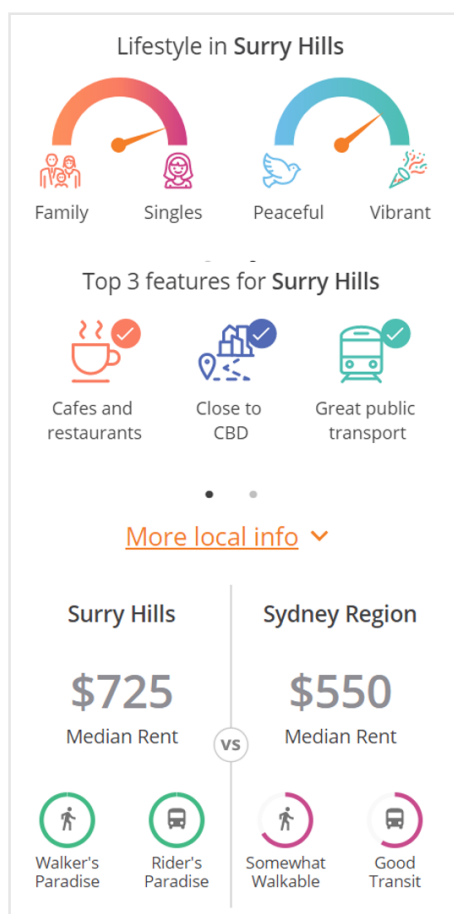 Lifestyle in Surry Hills
Family
Singles
Peaceful
Vibrant
Top 3 features for Surry Hills
Cafes and
restaurants
Close to
CBD
Great public
transport
More local info
Surry Hills
Sydney Region
$725
$550
Median Rent
vs
Median Rent
Walker's
Paradise
Rider's
Paradise
Somewhat
Walkable
Good
Transit